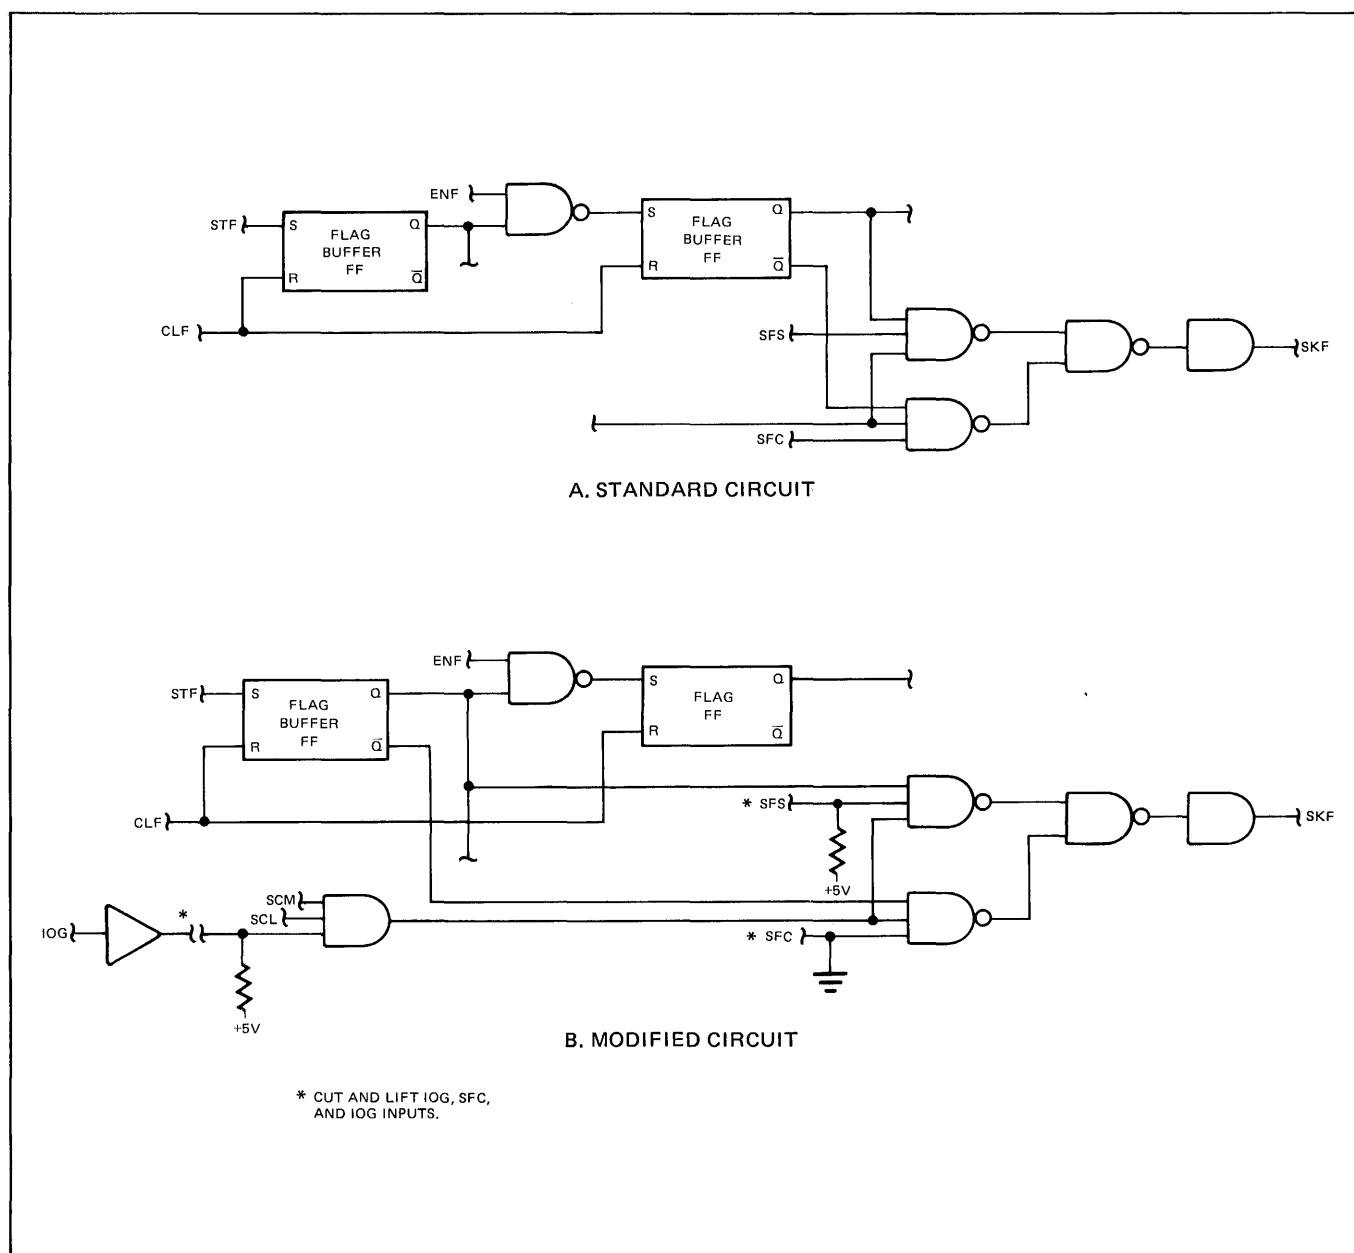 ENF
STF
S
Q
FLAG
BUFFER
FF
R
Q̅
S
Q
FLAG
BUFFER
FF
R
Q̅
CLF
SFS
SKF
SFC
A. STANDARD CIRCUIT
ENF
STF
S
Q
FLAG
BUFFER
FF
R
Q̅
S
Q
FLAG
FF
R
Q̅
* SFS
CLF
SKF
+5V
SCM
SCL
*
IOG
* SFC
+5V
B. MODIFIED CIRCUIT
* CUT AND LIFT IOG, SFC,
AND IOG INPUTS.